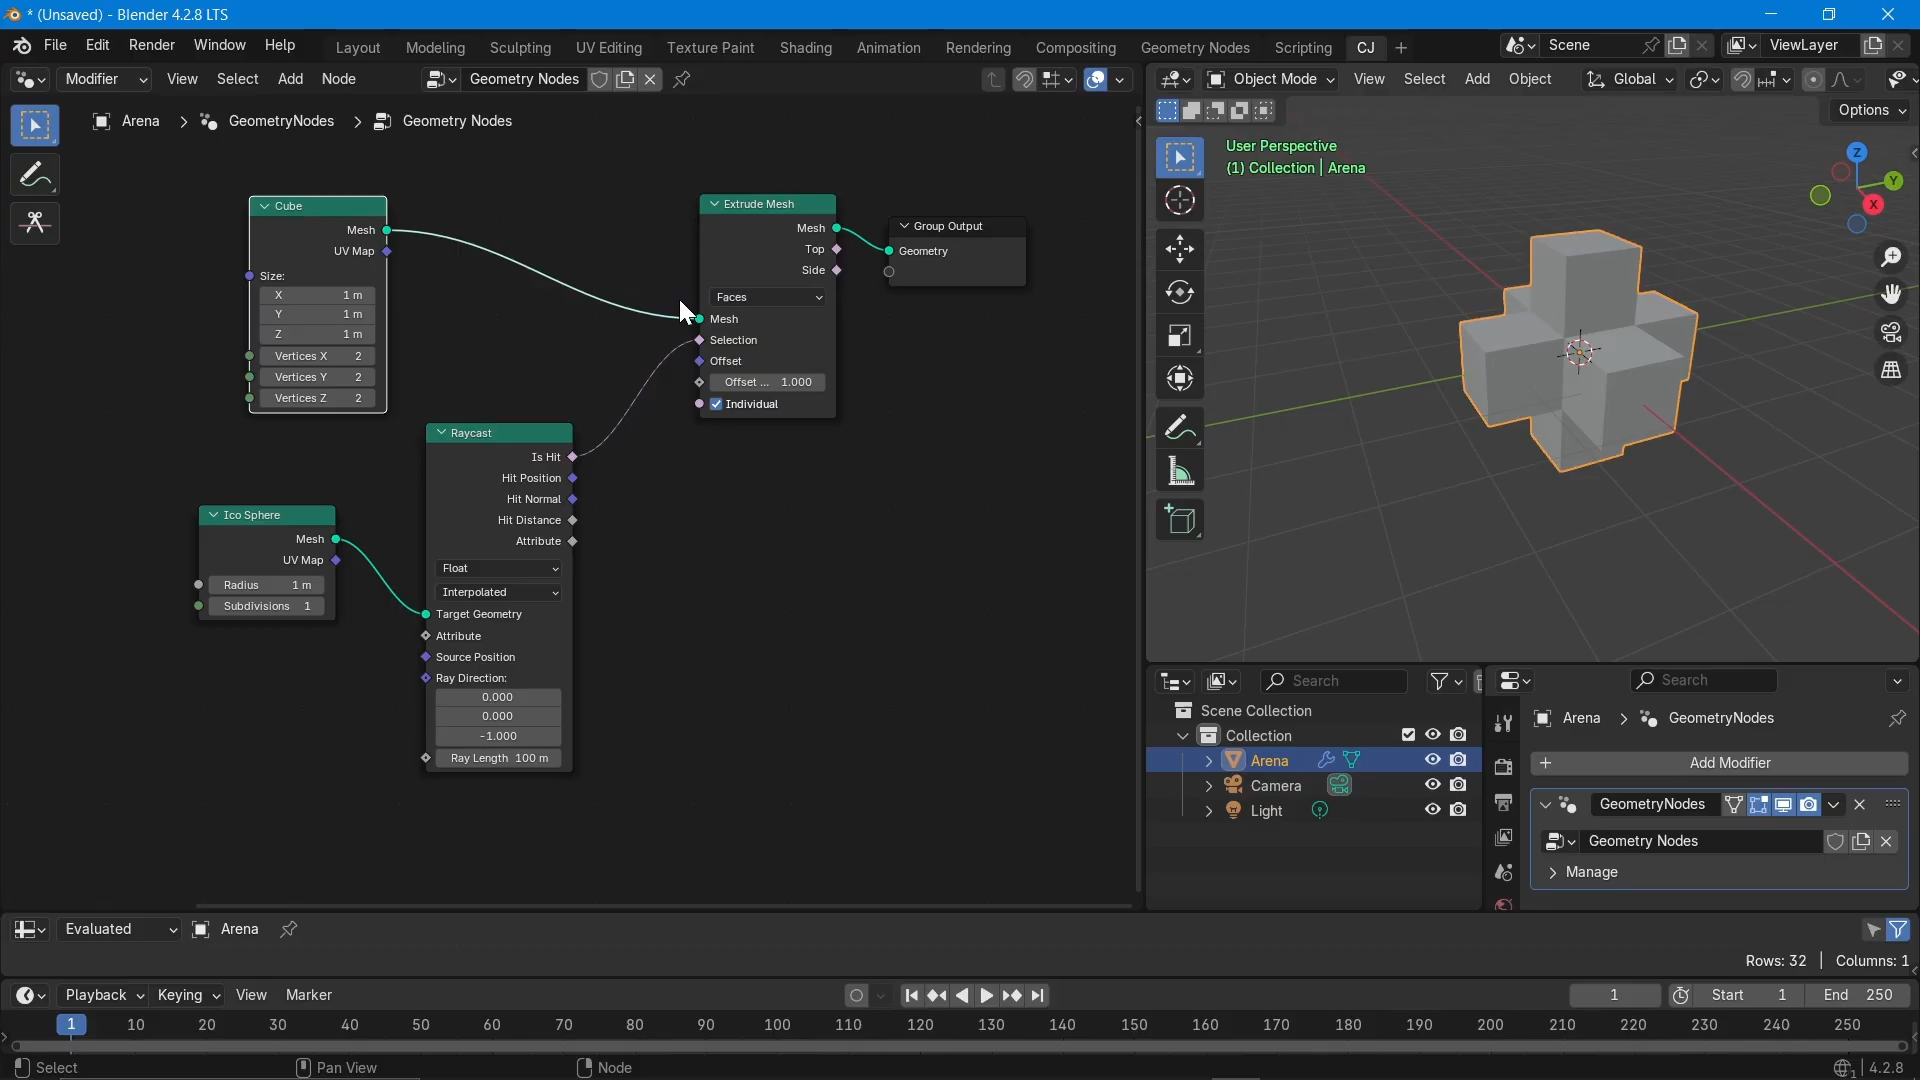 * (Unsaved) - Blender 4.2.8 LTS
File Edit Render Window Help
Layout Modeling Sculpting UV Editing Texture Paint Shading Animation Rendering Compositing Geometry Nodes Scripting CJ
Scene
ViewLayer
Modifier View Select Add Node
Geometry Nodes
Object Mode View Select Add Object Global
Options
Arena > GeometryNodes > Geometry Nodes
User Perspective
(1) Collection | Arena
Z
Y
X
Cube
Mesh
UV Map
Size:
X 1 m
Y 1 m
Z 1 m
Vertices X 2
Vertices Y 2
Vertices Z 2
Extrude Mesh
Mesh
Top
Side
Faces
Mesh
Selection
Offset
Offset ... 1.000
Individual
Group Output
Geometry
Raycast
Is Hit
Hit Position
Hit Normal
Hit Distance
Attribute
Float
Interpolated
Target Geometry
Attribute
Source Position
Ray Direction:
0.000
0.000
-1.000
Ray Length 100 m
Ico Sphere
Mesh
UV Map
Radius 1 m
Subdivisions 1
Search
Scene Collection
Collection
Arena
Camera
Light
Search
Arena > GeometryNodes
Add Modifier
GeometryNodes
Geometry Nodes
Manage
Evaluated Arena
Rows: 32 | Columns: 1
Playback Keying View Marker
1 Start 1 End 250
1 10 20 30 40 50 60 70 80 90 100 110 120 130 140 150 160 170 180 190 200 210 220 230 240 250
Select Pan View Node 4.2.8